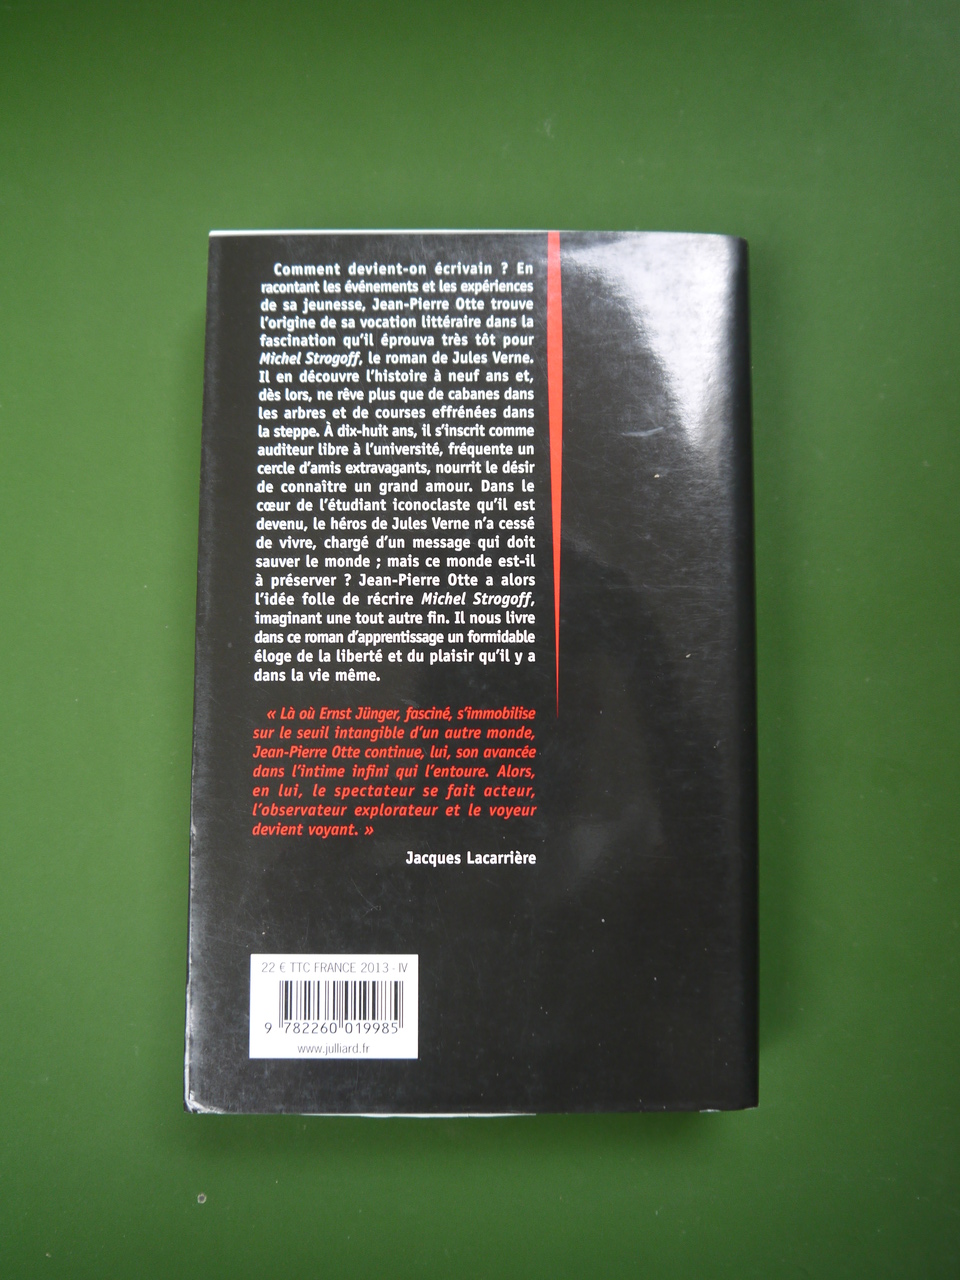 Comment devient-on écrivain ? En
racontant les événements et les expériences
de sa jeunesse, Jean-Pierre Otte trouve
l'origine de sa vocation littéraire dans la
fascination qu'il éprouva très tôt pour
Michel Strogoff, le roman de Jules Verne.
Il en découvre l'histoire à neuf ans et,
dès lors, ne rêve plus que de cabanes dans
les arbres et de courses effrénées dans
la steppe. À dix-huit ans, il s'inscrit comme
auditeur libre à l'université, fréquente un
cercle d'amis extravagants, nourrit le désir
de connaître un grand amour. Dans le
cœur de l'étudiant iconoclaste qu'il est
devenu, le héros de Jules Verne n'a cessé
de vivre, chargé d'un message qui doit
sauver le monde ; mais ce monde est-il
à préserver ? Jean-Pierre Otte a alors
l'idée folle de récrire Michel Strogoff,
imaginant une tout autre fin. Il nous livre
dans ce roman d'apprentissage un formidable
éloge de la liberté et du plaisir qu'il y a
dans la vie même.
« Là où Ernst Jünger, fasciné, s'immobilise
sur le seuil intangible d'un autre monde,
Jean-Pierre Otte continue, lui, son avancée
dans l'intime infini qui l'entoure. Alors,
en lui, le spectateur se fait acteur,
l'observateur explorateur et le voyeur
devient voyant. »
Jacques Lacarrière
22 € TTC FRANCE 2013 - IV
9 782260 019985
www.julliard.fr